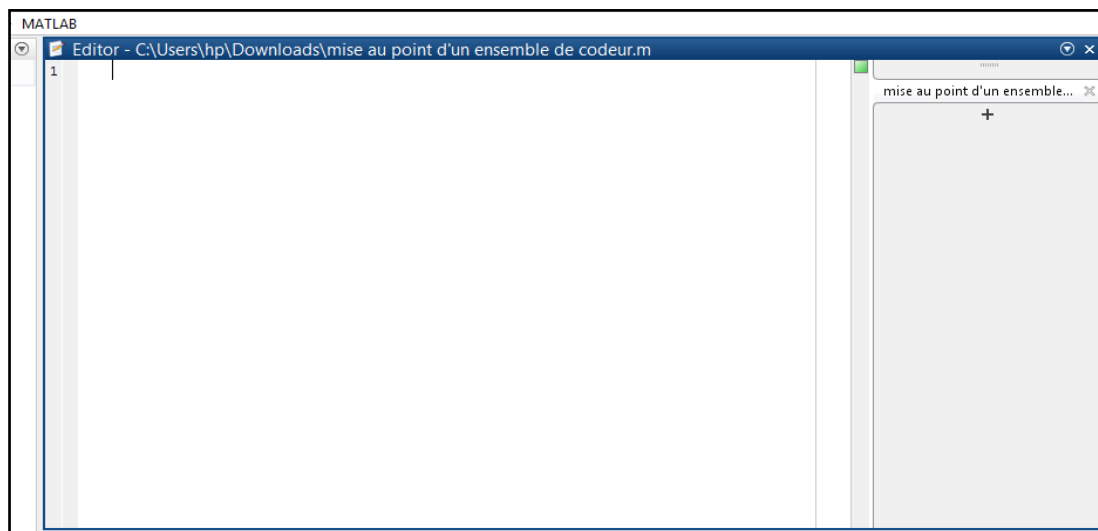 MATLAB
Editor - C:\Users\hp\Downloads\mise au point d'un ensemble de codeur.m
1
mise au point d'un ensemble...
+